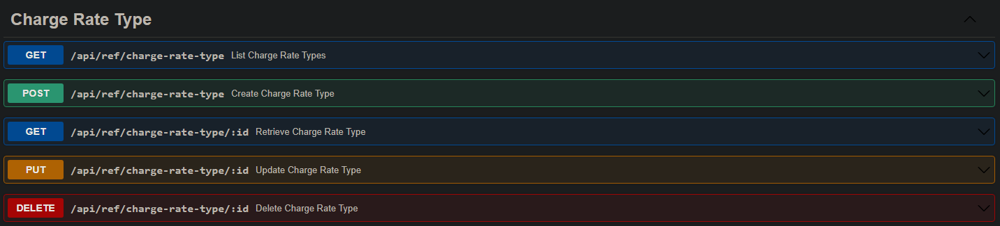 Charge Rate Type
GET /api/ref/charge-rate-type List Charge Rate Types
POST /api/ref/charge-rate-type Create Charge Rate Type
GET /api/ref/charge-rate-type/:id Retrieve Charge Rate Type
PUT /api/ref/charge-rate-type/:id Update Charge Rate Type
DELETE /api/ref/charge-rate-type/:id Delete Charge Rate Type